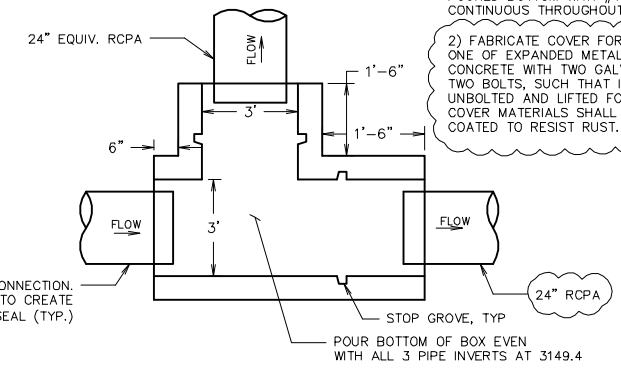 CONTINUOUS THROUGHOUT
2) FABRICATE COVER FOR
ONE OF EXPANDED METAL
CONCRETE WITH TWO GAL
TWO BOLTS, SUCH THAT I
UNBOLTED AND LIFTED FO
COVER MATERIALS SHALL
COATED TO RESIST RUST.
24" EQUIV. RCPA
FLOW
1'-6"
3'
1'-6"
6"
FLOW
3'
FLOW
ONNECTION.
TO CREATE
SEAL (TYP.)
24" RCPA
STOP GROVE, TYP
POUR BOTTOM OF BOX EVEN
WITH ALL 3 PIPE INVERTS AT 3149.4